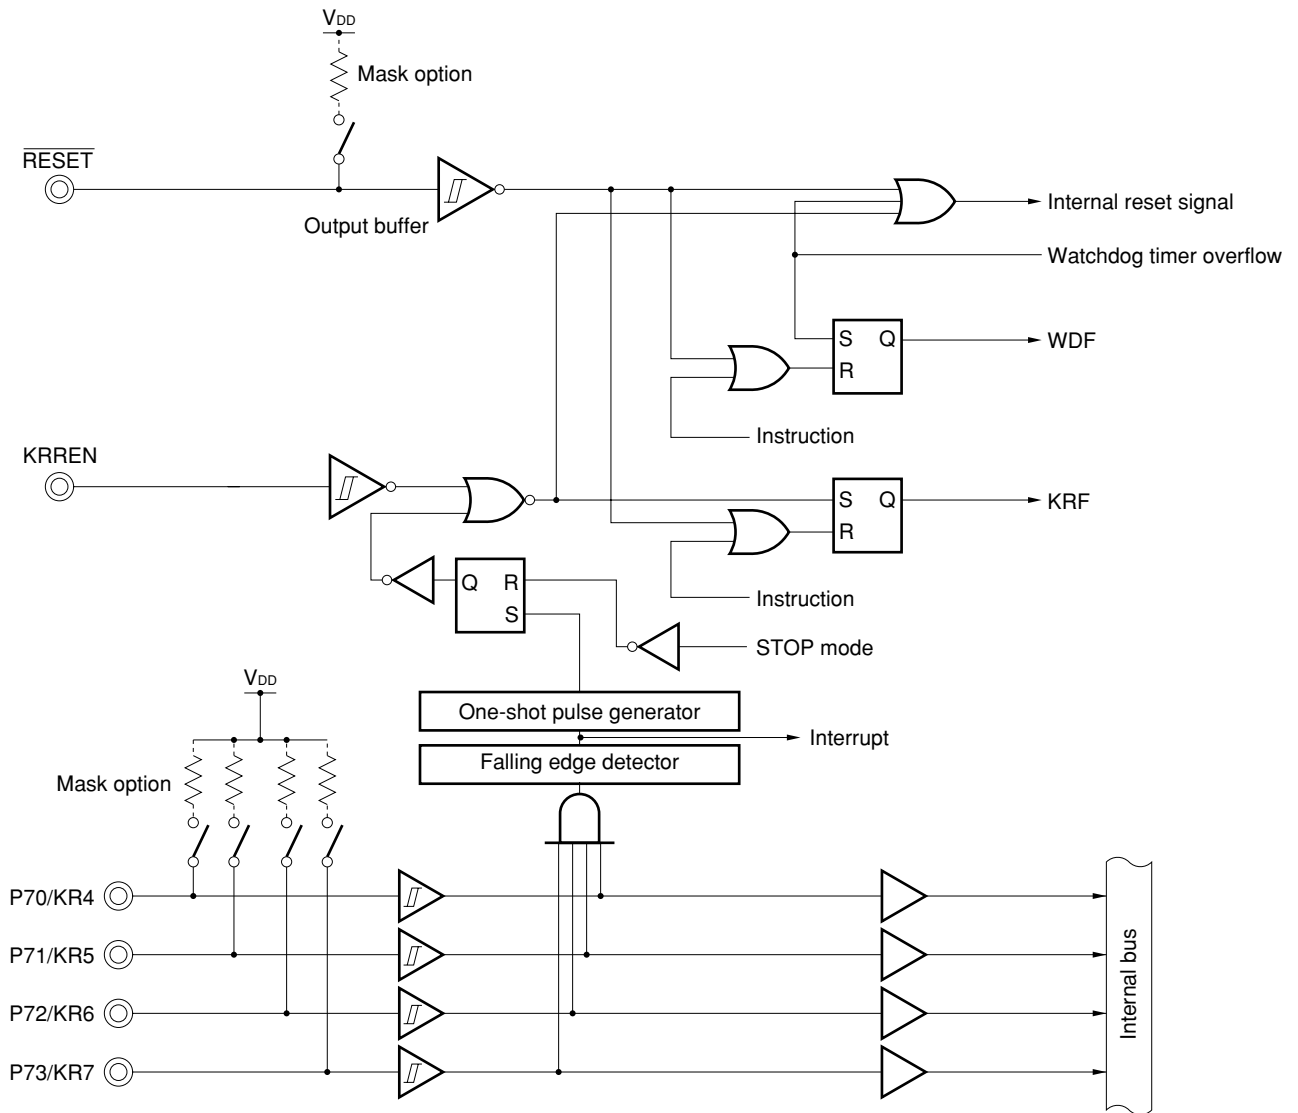 VDD
Mask option
RESET
Output buffer
Internal reset signal
Watchdog timer overflow
S Q
R
WDF
Instruction
KRREN
S Q
R
KRF
Q R
S
Instruction
STOP mode
VDD
One-shot pulse generator
Interrupt
Falling edge detector
Mask option
P70/KR4
P71/KR5
P72/KR6
P73/KR7
Internal bus